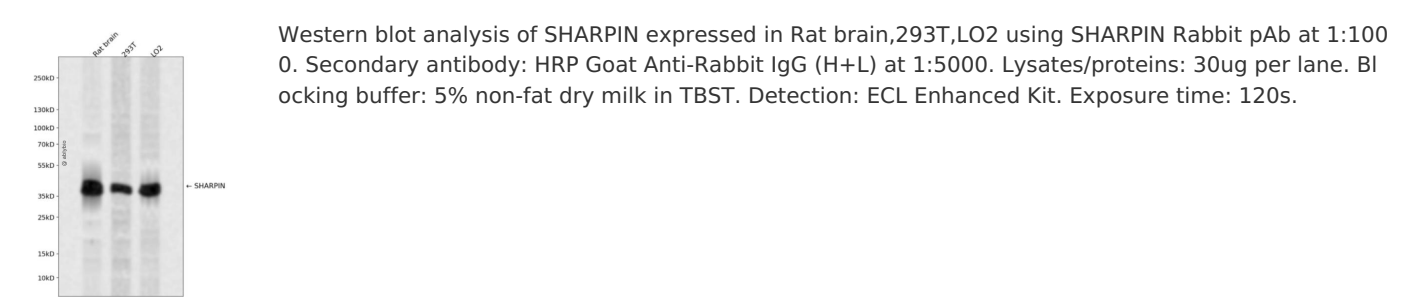 Rat brain
293T
LO2
250kD
130kD
100kD
70kD
55kD
35kD
25kD
15kD
10kD
@ abiybio
← SHARPIN
Western blot analysis of SHARPIN expressed in Rat brain,293T,LO2 using SHARPIN Rabbit pAb at 1:100
0. Secondary antibody: HRP Goat Anti-Rabbit IgG (H+L) at 1:5000. Lysates/proteins: 30ug per lane. Bl
ocking buffer: 5% non-fat dry milk in TBST. Detection: ECL Enhanced Kit. Exposure time: 120s.